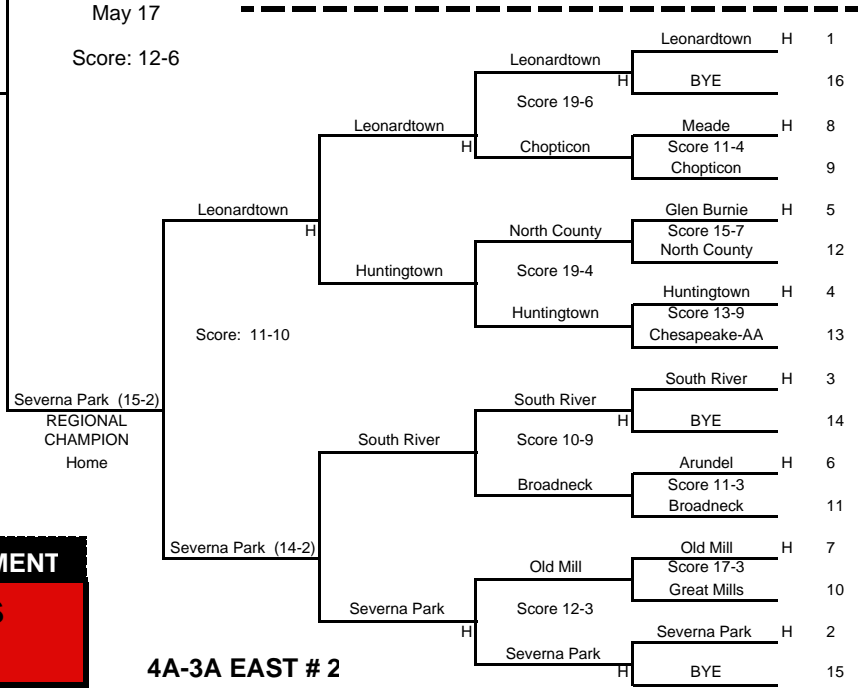 May 17
Score: 12-6
Leonardtown H 1
Leonardtown
H BYE 16
Score 19-6
Leonardtown Meade H 8
H Chopticon Score 11-4
Chopticon 9
Leonardtown Glen Burnie H 5
H North County Score 15-7
North County 12
Huntingtown Score 19-4
Huntingtown H 4
Huntingtown Score 13-9
Score: 11-10 Chesapeake-AA 13
South River H 3
Severna Park (15-2) South River
REGIONAL H BYE 14
CHAMPION South River Score 10-9
Home Arundel H 6
Broadneck Score 11-3
Broadneck 11
MENT Severna Park (14-2) Old Mill H 7
Old Mill Score 17-3
Great Mills 10
S Severna Park Score 12-3
H Severna Park H 2
Severna Park
4A-3A EAST # 2 H BYE 15